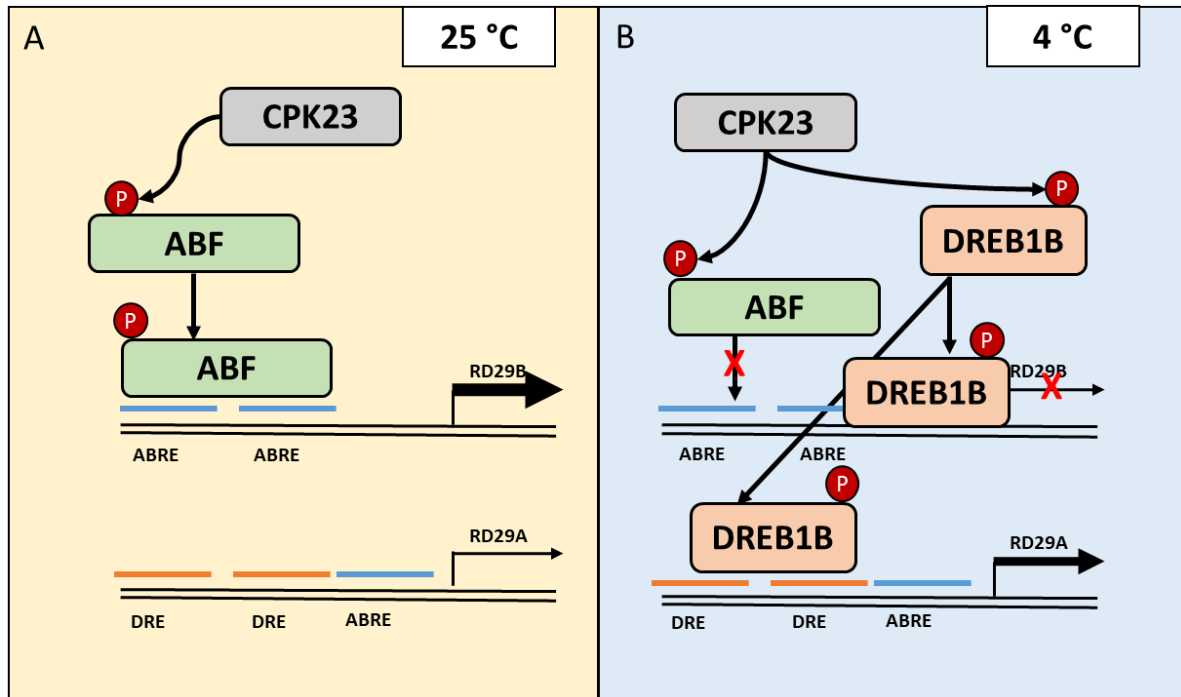 A
25 °C
CPK23
P
ABF
P
ABF
RD29B
ABRE
ABRE
RD29A
DRE
DRE
ABRE
B
4 °C
CPK23
P
DREB1B
P
ABF
X
P
DREB1B
RD29B
X
ABRE
ABRE
P
DREB1B
RD29A
DRE
DRE
ABRE